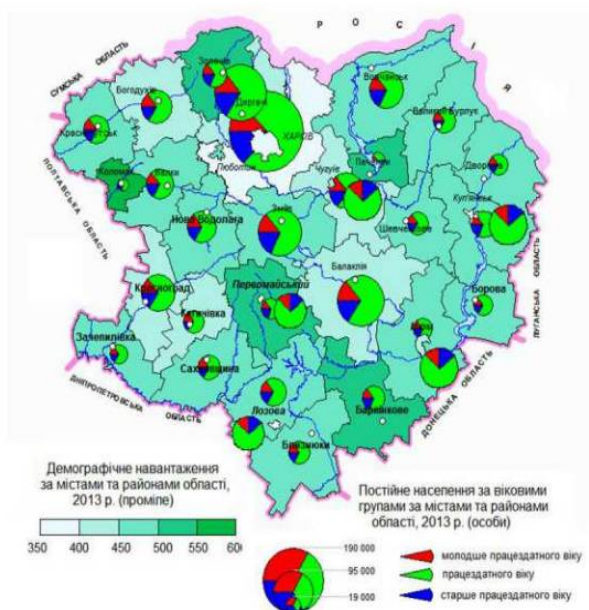 РОСІЯ
СУМСЬКА ОБЛАСТЬ
ПОЛТАВСЬКА ОБЛАСТЬ
ДНІПРОПЕТРОВСЬКА ОБЛАСТЬ
ДОНЕЦЬКА ОБЛАСТЬ
ЛУГАНСЬКА ОБЛАСТЬ
Золочів
Богодухів
Дергачі
Вовчанськ
Великий Бурлук
Краснокутськ
ХАРКІВ
Люботин
Коломак
Валки
Чугуїв
Печеніги
Дворічна
Куп'янськ
Нова Водолага
Зміїв
Шевченкове
Балаклія
Красноград
Первомайський
Кегичівка
Борова
Ізюм
Зачепилівка
Сахновщина
Лозова
Барвінкове
Близнюки
Демографічне навантаження
за містами та районами області,
2013 р. (проміле)
350 400 450 500 550 600
Постійне населення за віковими
групами за містами та районами
області, 2013 р. (особи)
190 000
95 000
19 000
молодше працездатного віку
працездатного віку
старше працездатного віку